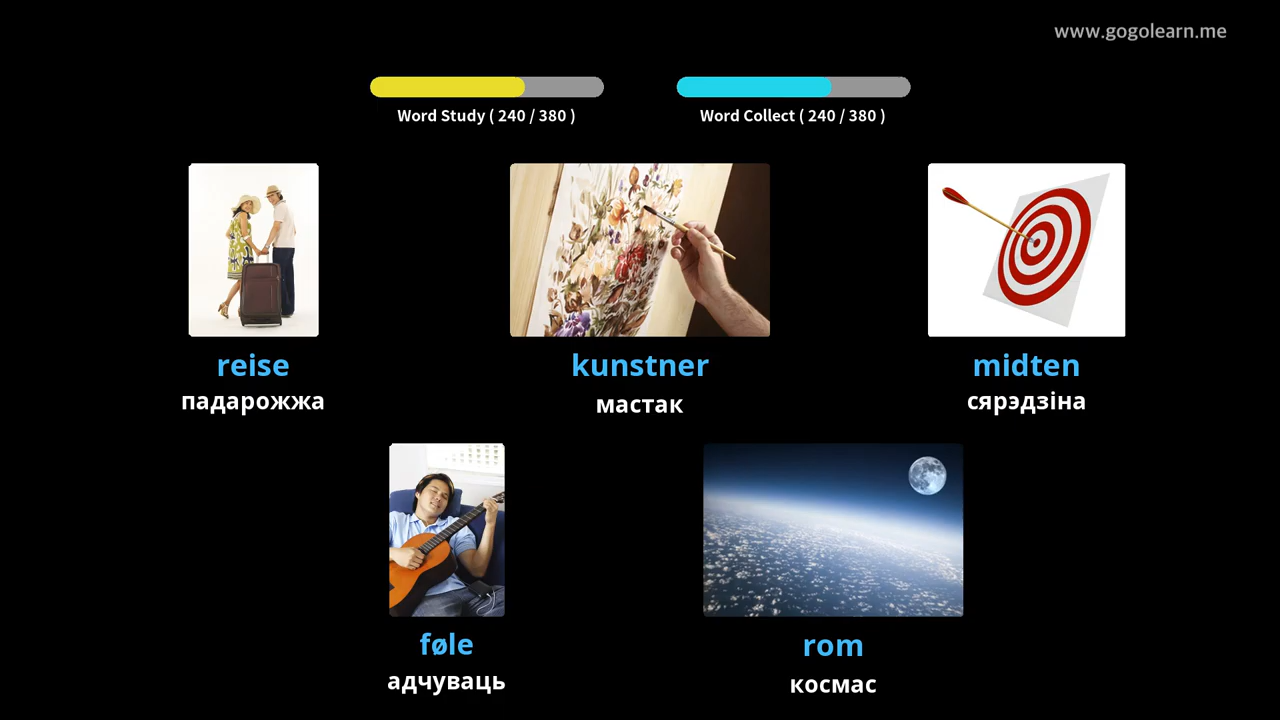 www.gogolearn.me
Word Study ( 240 / 380 )
Word Collect ( 240 / 380 )
reise
падарожжа
kunstner
мастак
midten
сярэдзіна
føle
адчуваць
rom
космас